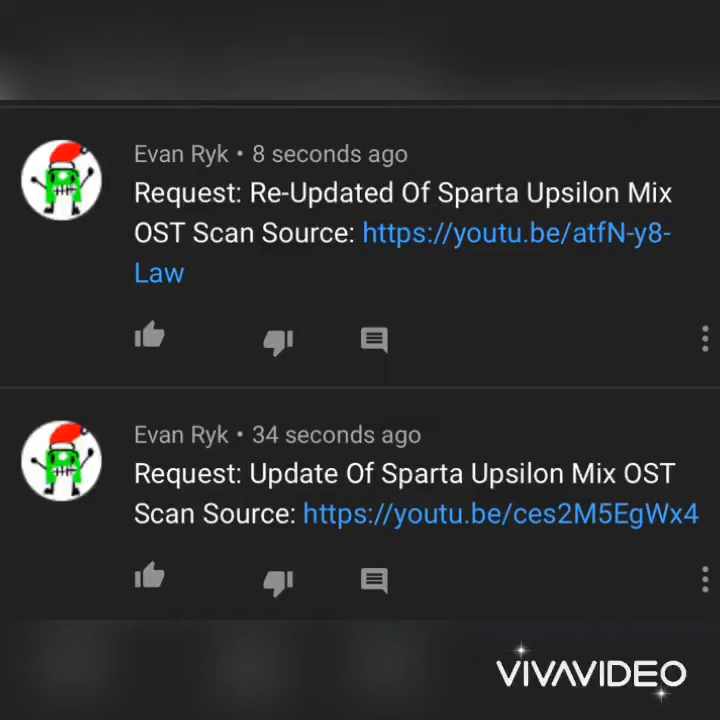 Evan Ryk • 8 seconds ago
Request: Re-Updated Of Sparta Upsilon Mix
OST Scan Source: https://youtu.be/atfN-y8-
Law
Evan Ryk • 34 seconds ago
Request: Update Of Sparta Upsilon Mix OST
Scan Source: https://youtu.be/ces2M5EgWx4
VIVAVIDEO